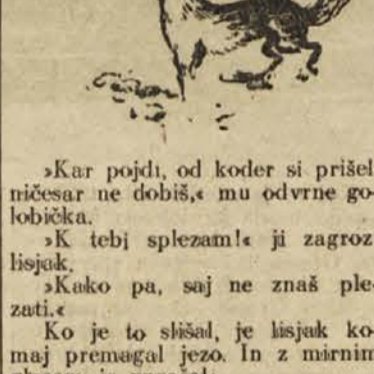 »Kar pojdi, od koder si prišel
ničesar ne dobiš,« mu odvrne go-
lobička.
»K tebi splezam!« ji zagroz
lisjak.
»Kako pa, saj ne znaš ple-
zati.«
Ko je to slišal, je lisjak ko-
maj premagal jezo. In z mirnim